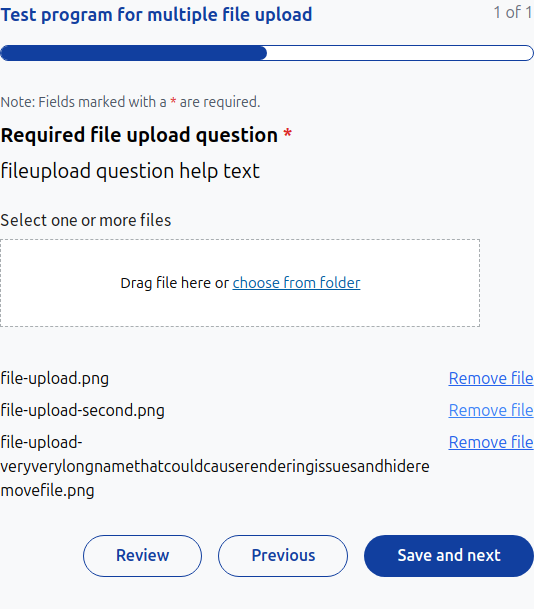 Test program for multiple file upload
1 of 1
Note: Fields marked with a * are required.
Required file upload question *
fileupload question help text
Select one or more files
Drag file here or choose from folder
file-upload.png Remove file
file-upload-second.png Remove file
file-upload- Remove file
veryverylongnamethatcouldcauserenderingissuesandhidere
movefile.png
Review Previous Save and next